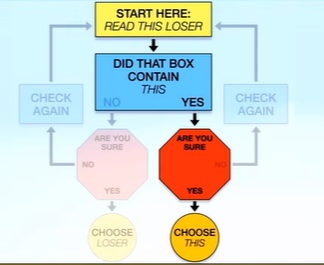 START HERE:
READ THIS LOSER
DID THAT BOX
CONTAIN
THIS
NO YES
CHECK
AGAIN
CHECK
AGAIN
ARE YOU
SURE
NO
YES
ARE YOU
SURE
NO
YES
CHOOSE
LOSER
CHOOSE
THIS